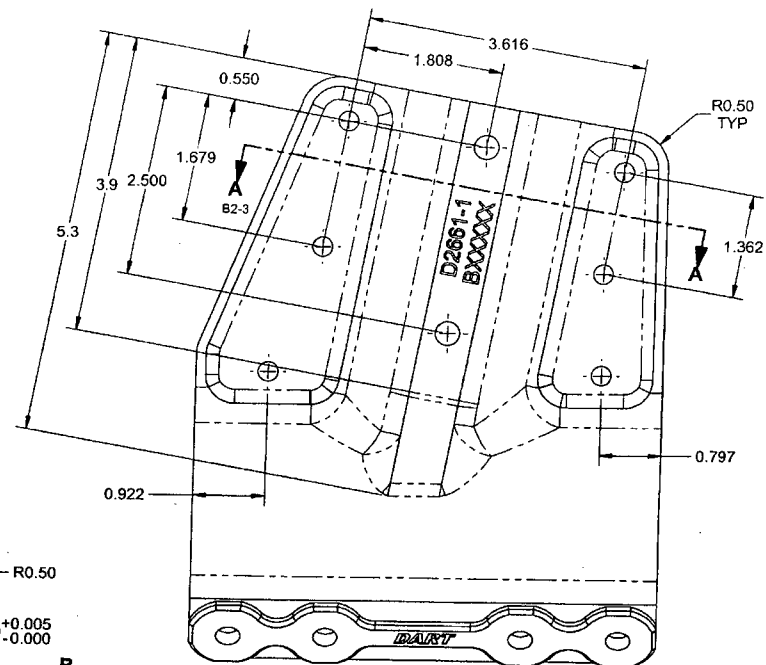 3.616
1.808
0.550
R0.50
TYP
1.679
3.9
2.500
A
B2-3
5.3
D2661-1
BXXXXX
A
1.362
0.797
0.922
R0.50
+0.005
-0.000
DART
B